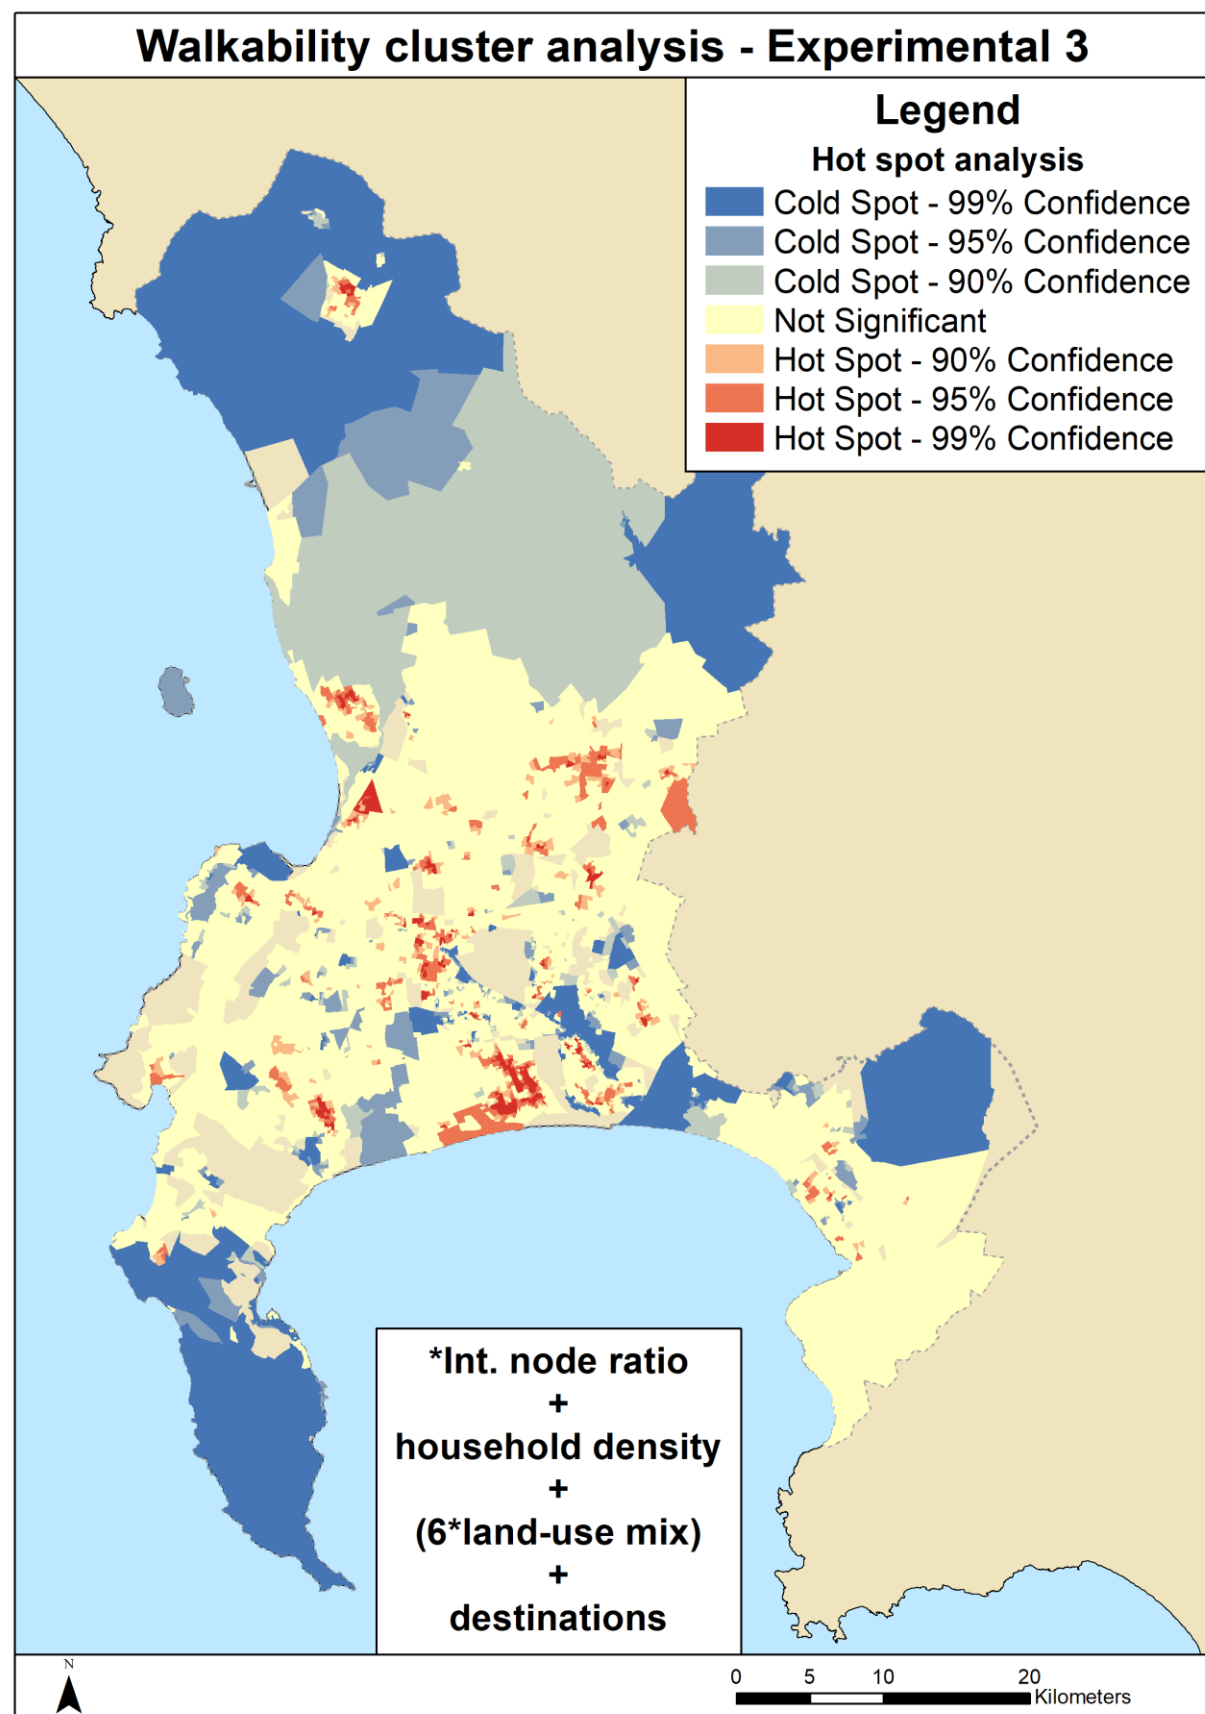 Walkability cluster analysis - Experimental 3
Legend
Hot spot analysis
Cold Spot - 99% Confidence
Cold Spot - 95% Confidence
Cold Spot - 90% Confidence
Not Significant
Hot Spot - 90% Confidence
Hot Spot - 95% Confidence
Hot Spot - 99% Confidence
*Int. node ratio
+
household density
+
(6*land-use mix)
+
destinations
N
0 5 10 20
Kilometers